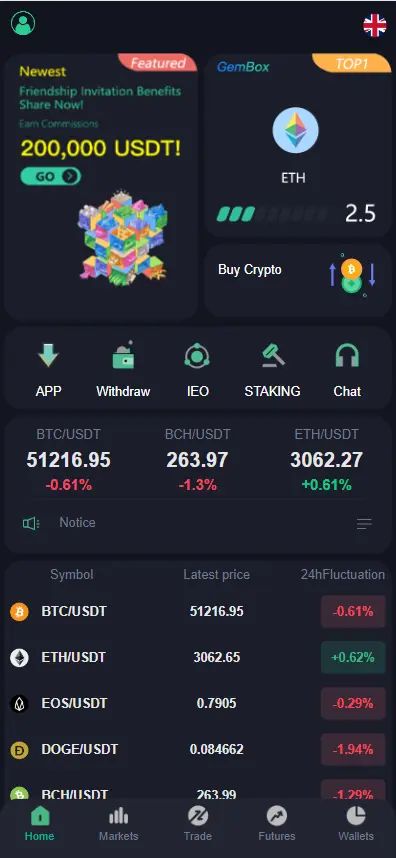 Newest
Featured
Friendship Invitation Benefits
Share Now!
Earn Commissions
200,000 USDT!
GO
GemBox
TOP1
ETH
2.5
Buy Crypto
APP
Withdraw
IEO
STAKING
Chat
BTC/USDT
BCH/USDT
ETH/USDT
51216.95
263.97
3062.27
-0.61%
-1.3%
+0.61%
Notice
Symbol
Latest price
24hFluctuation
BTC/USDT
51216.95
-0.61%
ETH/USDT
3062.65
+0.62%
EOS/USDT
0.7905
-0.29%
DOGE/USDT
0.084662
-1.94%
BCH/USDT
263.99
-1.29%
Home
Markets
Trade
Futures
Wallets